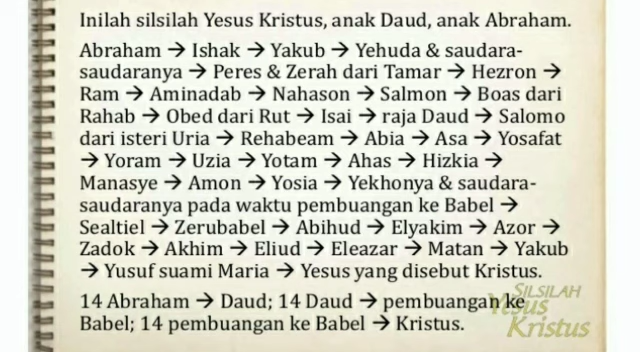 Inilah silsilah Yesus Kristus, anak Daud, anak Abraham.
Abraham → Ishak → Yakub → Yehuda & saudara-
saudaranya → Peres & Zerah dari Tamar → Hezron →
Ram → Aminadab → Nahason → Salmon → Boas dari
Rahab → Obed dari Rut → Isai → raja Daud → Salomo
dari isteri Uria → Rehabeam → Abia → Asa → Yosafat
→ Yoram → Uzia → Yotam → Ahas → Hizkia →
Manasye → Amon → Yosia → Yekhonya & saudara-
saudaranya pada waktu pembuangan ke Babel →
Sealtiel → Zerubabel → Abihud → Elyakim → Azor →
Zadok → Akhim → Eliud → Eleazar → Matan → Yakub
→ Yusuf suami Maria → Yesus yang disebut Kristus.
14 Abraham → Daud; 14 Daud → pembuangan ke
Babel; 14 pembuangan ke Babel → Kristus.
SILSILAH
Yesus
Kristus